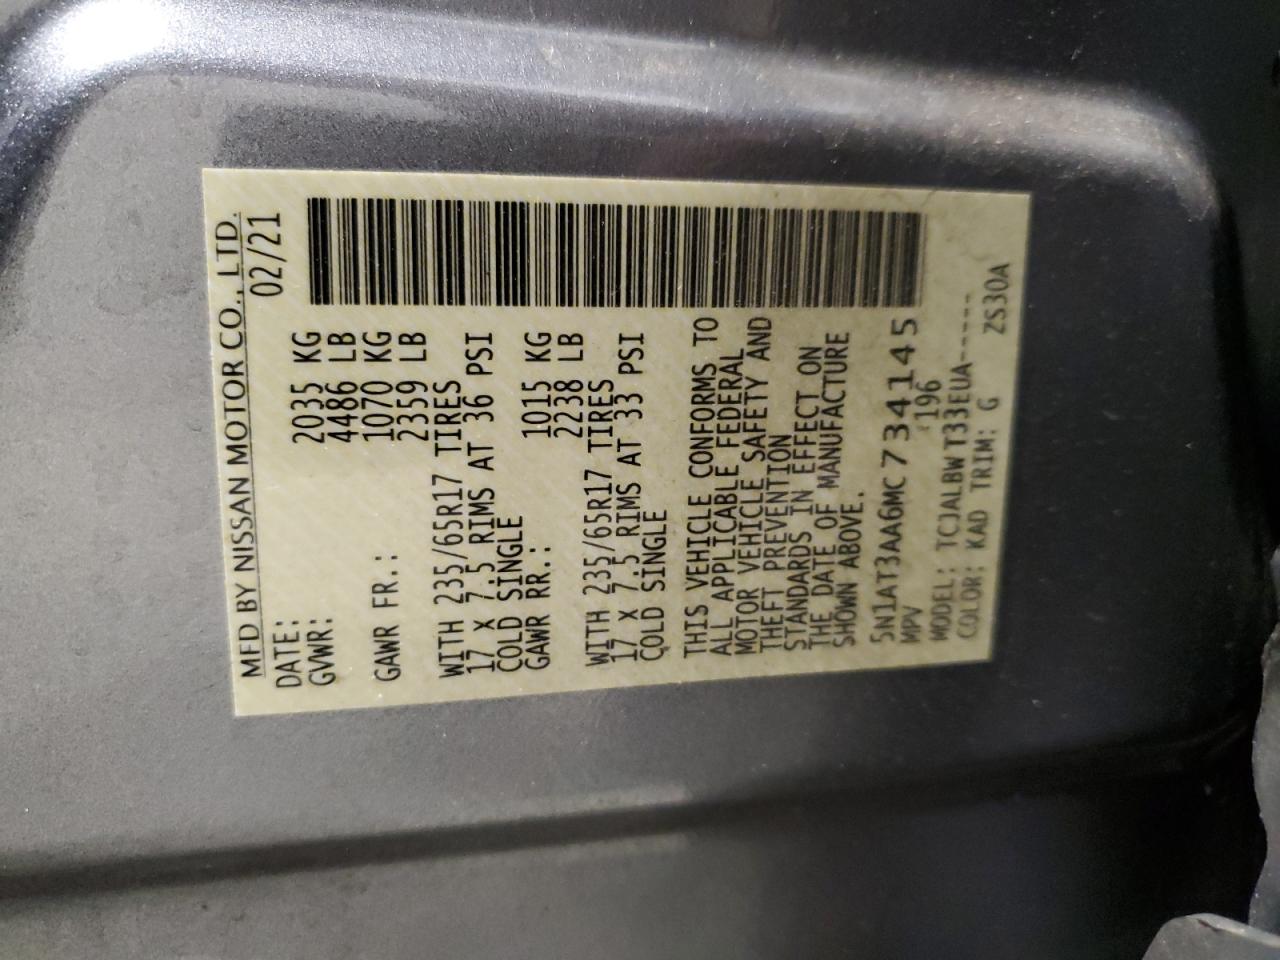 MFD BY NISSAN MOTOR CO., LTD.
DATE: 02/21
GVWR: 2035 KG
4486 LB
GAWR FR.: 1070 KG
2359 LB
WITH 235/65R17 TIRES
17 X 7.5 RIMS AT 36 PSI
COLD SINGLE
GAWR RR.: 1015 KG
2238 LB
WITH 235/65R17 TIRES
17 X 7.5 RIMS AT 33 PSI
COLD SINGLE
THIS VEHICLE CONFORMS TO
ALL APPLICABLE FEDERAL
MOTOR VEHICLE SAFETY AND
THEFT PREVENTION
STANDARDS IN EFFECT ON
THE DATE OF MANUFACTURE
SHOWN ABOVE.
5N1AT3AA6MC734145
MPV 196
MODEL: TCJALBWT33EUA-----
COLOR: KAD TRIM: G ZS30A